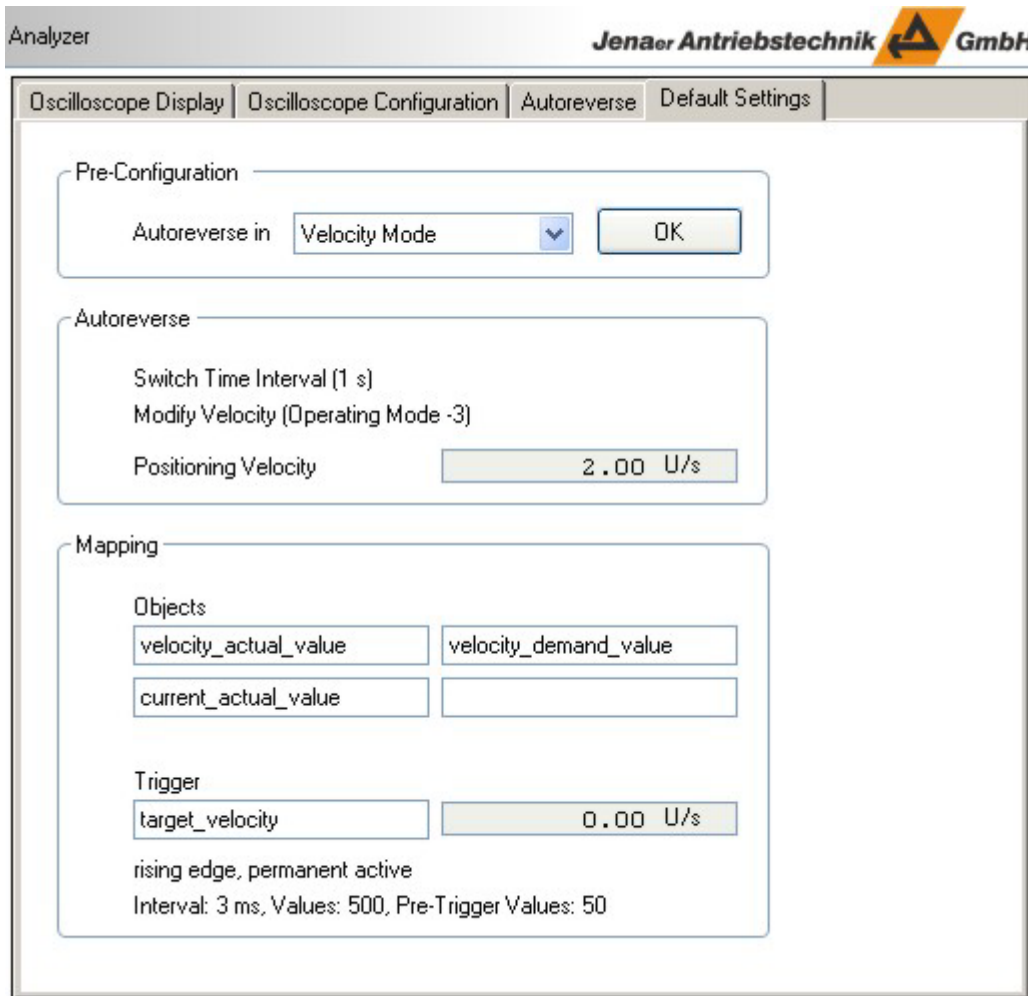 Analyzer
Jenaer Antriebstechnik GmbH
Oscilloscope Display Oscilloscope Configuration Autoreverse Default Settings
Pre-Configuration
Autoreverse in Velocity Mode OK
Autoreverse
Switch Time Interval (1 s)
Modify Velocity (Operating Mode -3)
Positioning Velocity 2.00 U/s
Mapping
Objects
velocity_actual_value velocity_demand_value
current_actual_value
Trigger
target_velocity 0.00 U/s
rising edge, permanent active
Interval: 3 ms, Values: 500, Pre-Trigger Values: 50